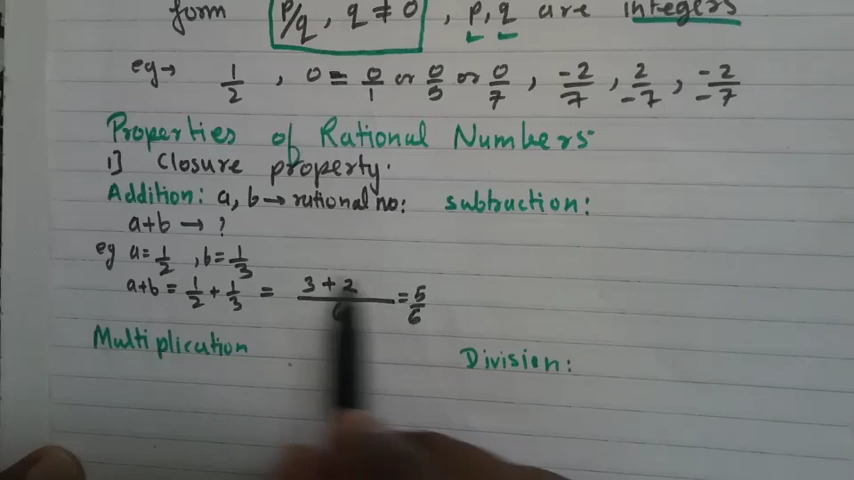 form p/q, q ≠ 0, p, q are integers
eg → 1/2, 0 = 0/1 or 0/5 or 0/7, -2/7, 2/-7, -2/-7
Properties of Rational Numbers
1] Closure property.
Addition: a, b → rational no: subtraction:
a+b → ?
eg a = 1/2, b = 1/3
a+b = 1/2 + 1/3 = 3+2/6 = 5/6
Multiplication Division: